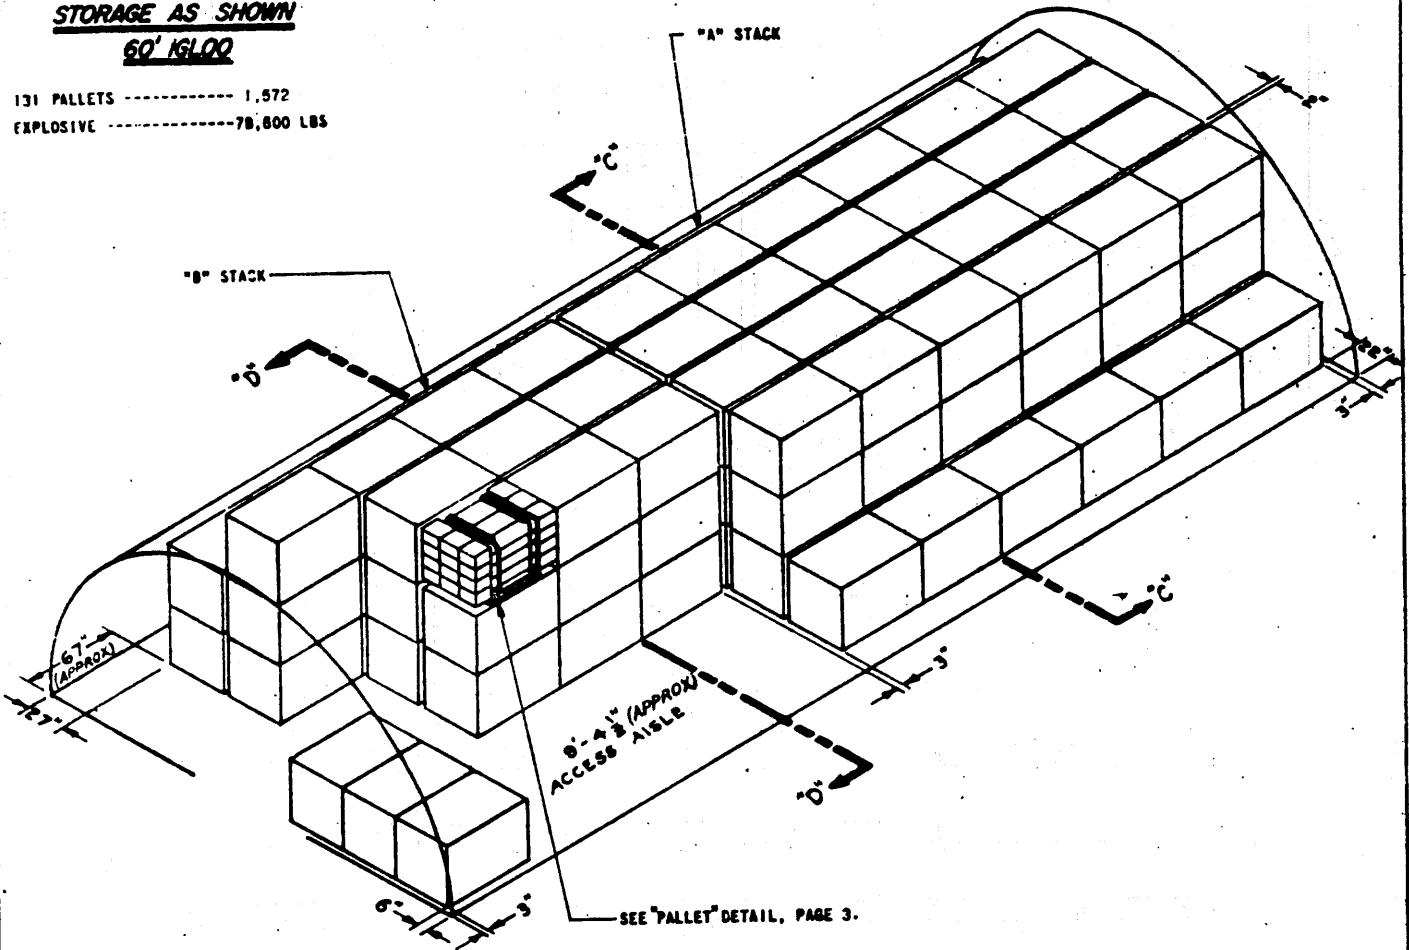 STORAGE AS SHOWN
60' IGLOO
131 PALLETS ------------ 1,572
EXPLOSIVE --------------78,600 LBS
"A" STACK
2"
"C"
"B" STACK
"D"
22"
3"
"C"
3"
67"
(APPROX)
27"
8'-4 1/2" (APPROX)
ACCESS AISLE
"D"
6"
3"
SEE "PALLET" DETAIL, PAGE 3.